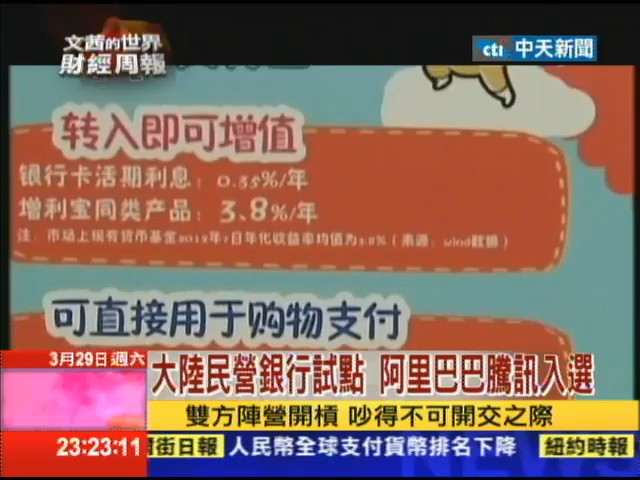 文茜的世界
財經周報
cti 中天新聞
转入即可增值
银行卡活期利息：0.35%/年
增利宝同类产品：3.8%/年
可直接用于购物支付
3月29日 週六
大陸民營銀行試點 阿里巴巴騰訊入選
雙方陣營開槓 吵得不可開交之際
23:23:11
街日報 人民幣全球支付貨幣排名下降 紐約時報